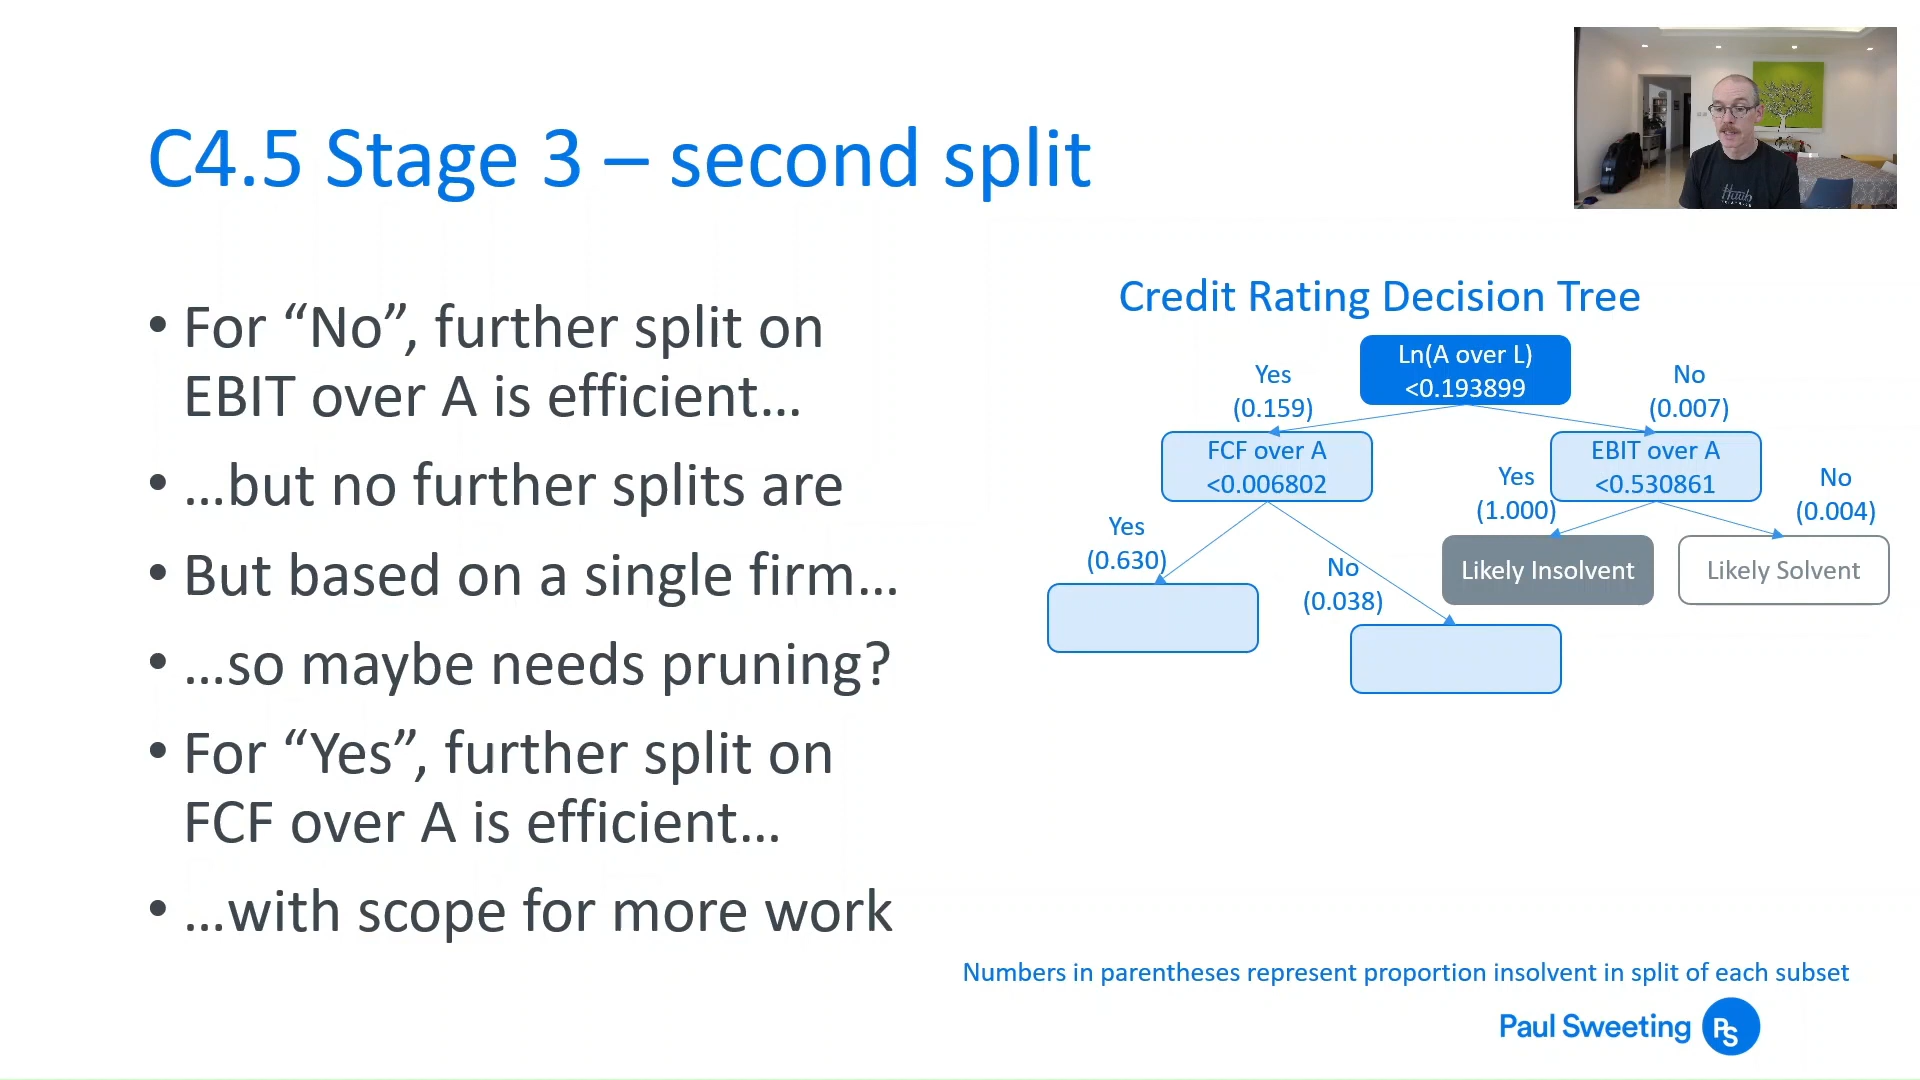 C4.5 Stage 3 – second split
• For “No”, further split on
EBIT over A is efficient…
• …but no further splits are
• But based on a single firm…
• …so maybe needs pruning?
• For “Yes”, further split on
FCF over A is efficient…
• …with scope for more work
Credit Rating Decision Tree
Ln(A over L)
<0.193899
Yes
(0.159)
No
(0.007)
FCF over A
<0.006802
EBIT over A
<0.530861
Yes
(0.630)
No
(0.038)
Yes
(1.000)
No
(0.004)
Likely Insolvent
Likely Solvent
Numbers in parentheses represent proportion insolvent in split of each subset
Paul Sweeting PS
Huub